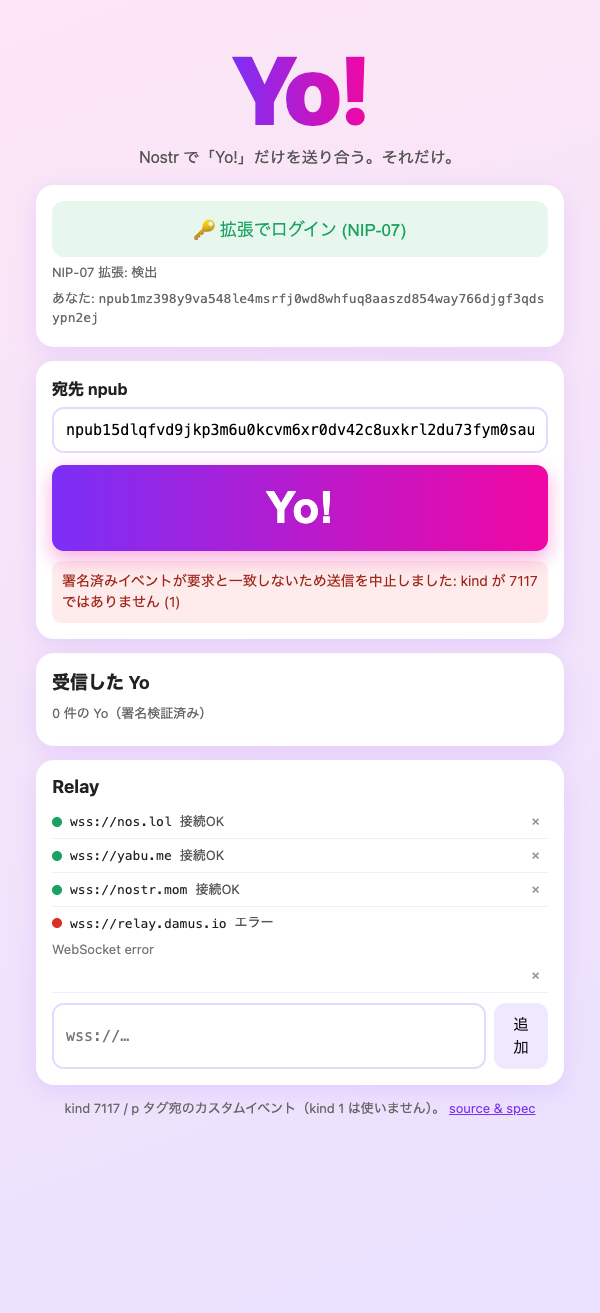 Yo!
Nostr で「Yo!」だけを送り合う。それだけ。
🔑 拡張でログイン (NIP-07)
NIP-07 拡張: 検出
あなた: npub1mz398y9va548le4msrfj0wd8whfuq8aaszd854way766djgf3qds
ypn2ej
宛先 npub
npub15dlqfvd9jkp3m6u0kcvm6xr0dv42c8uxkrl2du73fym0sau
Yo!
署名済みイベントが要求と一致しないため送信を中止しました: kind が 7117
ではありません (1)
受信した Yo
0 件の Yo（署名検証済み）
Relay
wss://nos.lol 接続OK ×
wss://yabu.me 接続OK ×
wss://nostr.mom 接続OK ×
wss://relay.damus.io エラー
WebSocket error
×
wss://…
追
加
kind 7117 / p タグ宛のカスタムイベント（kind 1 は使いません）。 source & spec